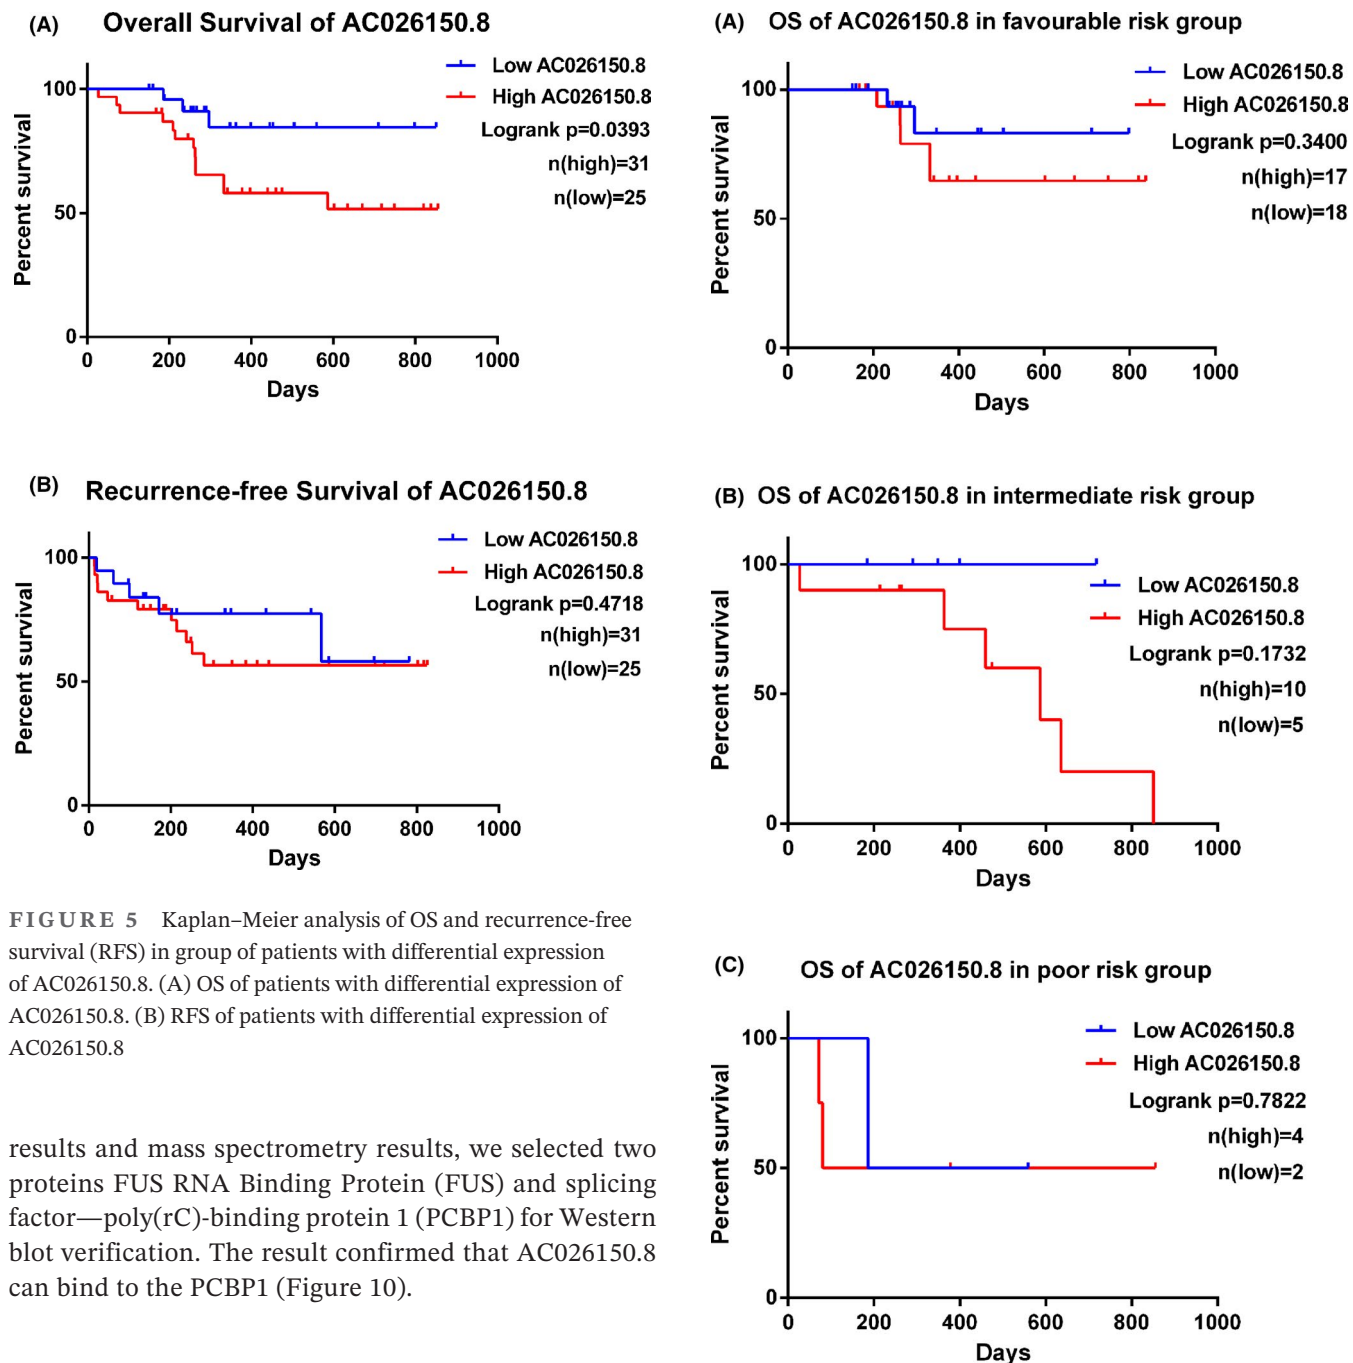 (A) Overall Survival of AC026150.8
Low AC026150.8
High AC026150.8
Logrank p=0.0393
n(high)=31
n(low)=25
Percent survival
100
50
0
0 200 400 600 800 1000
Days
(B) Recurrence-free Survival of AC026150.8
Low AC026150.8
High AC026150.8
Logrank p=0.4718
n(high)=31
n(low)=25
Percent survival
100
50
0
0 200 400 600 800 1000
Days
FIGURE 5 Kaplan–Meier analysis of OS and recurrence-free
survival (RFS) in group of patients with differential expression
of AC026150.8. (A) OS of patients with differential expression of
AC026150.8. (B) RFS of patients with differential expression of
AC026150.8
results and mass spectrometry results, we selected two
proteins FUS RNA Binding Protein (FUS) and splicing
factor—poly(rC)-binding protein 1 (PCBP1) for Western
blot verification. The result confirmed that AC026150.8
can bind to the PCBP1 (Figure 10).
(A) OS of AC026150.8 in favourable risk group
Low AC026150.8
High AC026150.8
Logrank p=0.3400
n(high)=17
n(low)=18
Percent survival
100
50
0
0 200 400 600 800 1000
Days
(B) OS of AC026150.8 in intermediate risk group
Low AC026150.8
High AC026150.8
Logrank p=0.1732
n(high)=10
n(low)=5
Percent survival
100
50
0
0 200 400 600 800 1000
Days
(C) OS of AC026150.8 in poor risk group
Low AC026150.8
High AC026150.8
Logrank p=0.7822
n(high)=4
n(low)=2
Percent survival
100
50
0
0 200 400 600 800 1000
Days